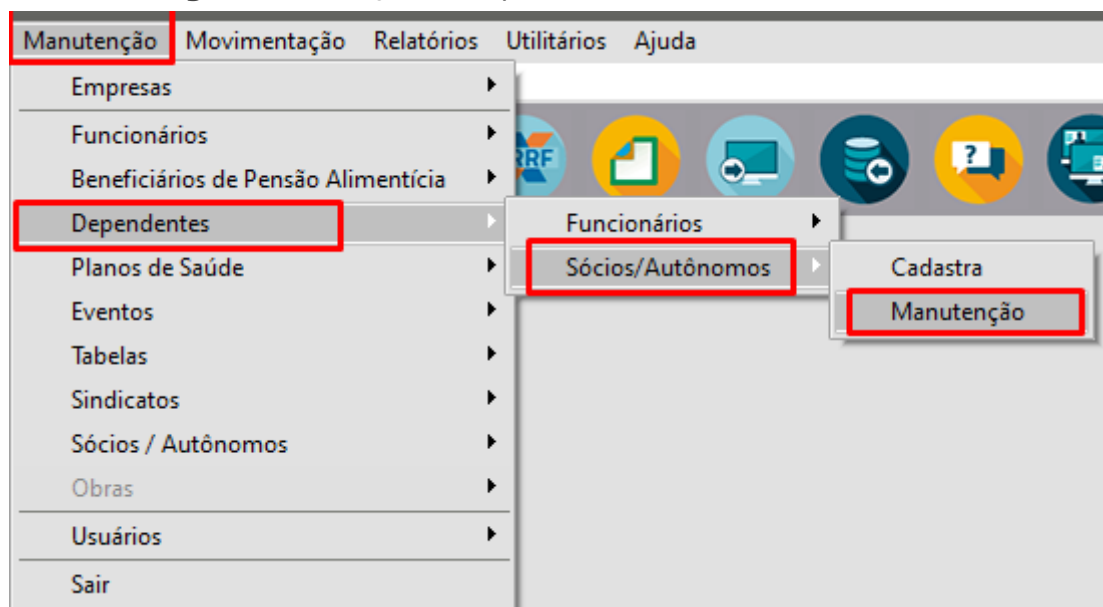 Manutenção Movimentação Relatórios Utilitários Ajuda
Empresas
Funcionários
Beneficiários de Pensão Alimentícia
Dependentes
Planos de Saúde
Eventos
Tabelas
Sindicatos
Sócios / Autônomos
Obras
Usuários
Sair
RRF
?
Funcionários
Sócios/Autônomos
Cadastra
Manutenção